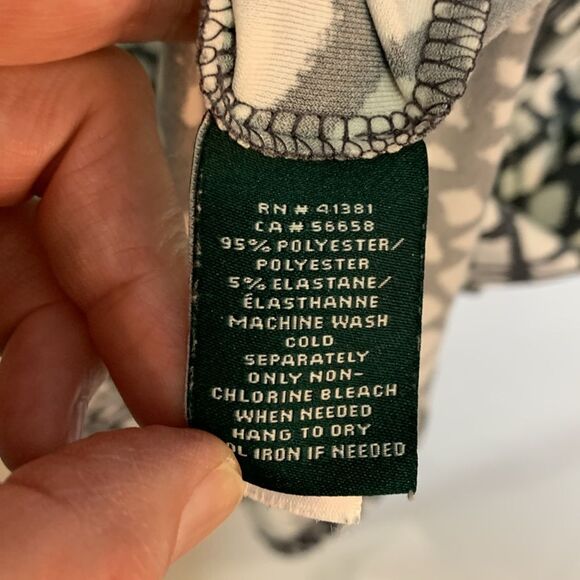 RN # 41381
CA # 56658
95% POLYESTER/
POLYESTER
5% ELASTANE/
ÉLASTHANNE
MACHINE WASH
COLD
SEPARATELY
ONLY NON-
CHLORINE BLEACH
WHEN NEEDED
HANG TO DRY
IRON IF NEEDED